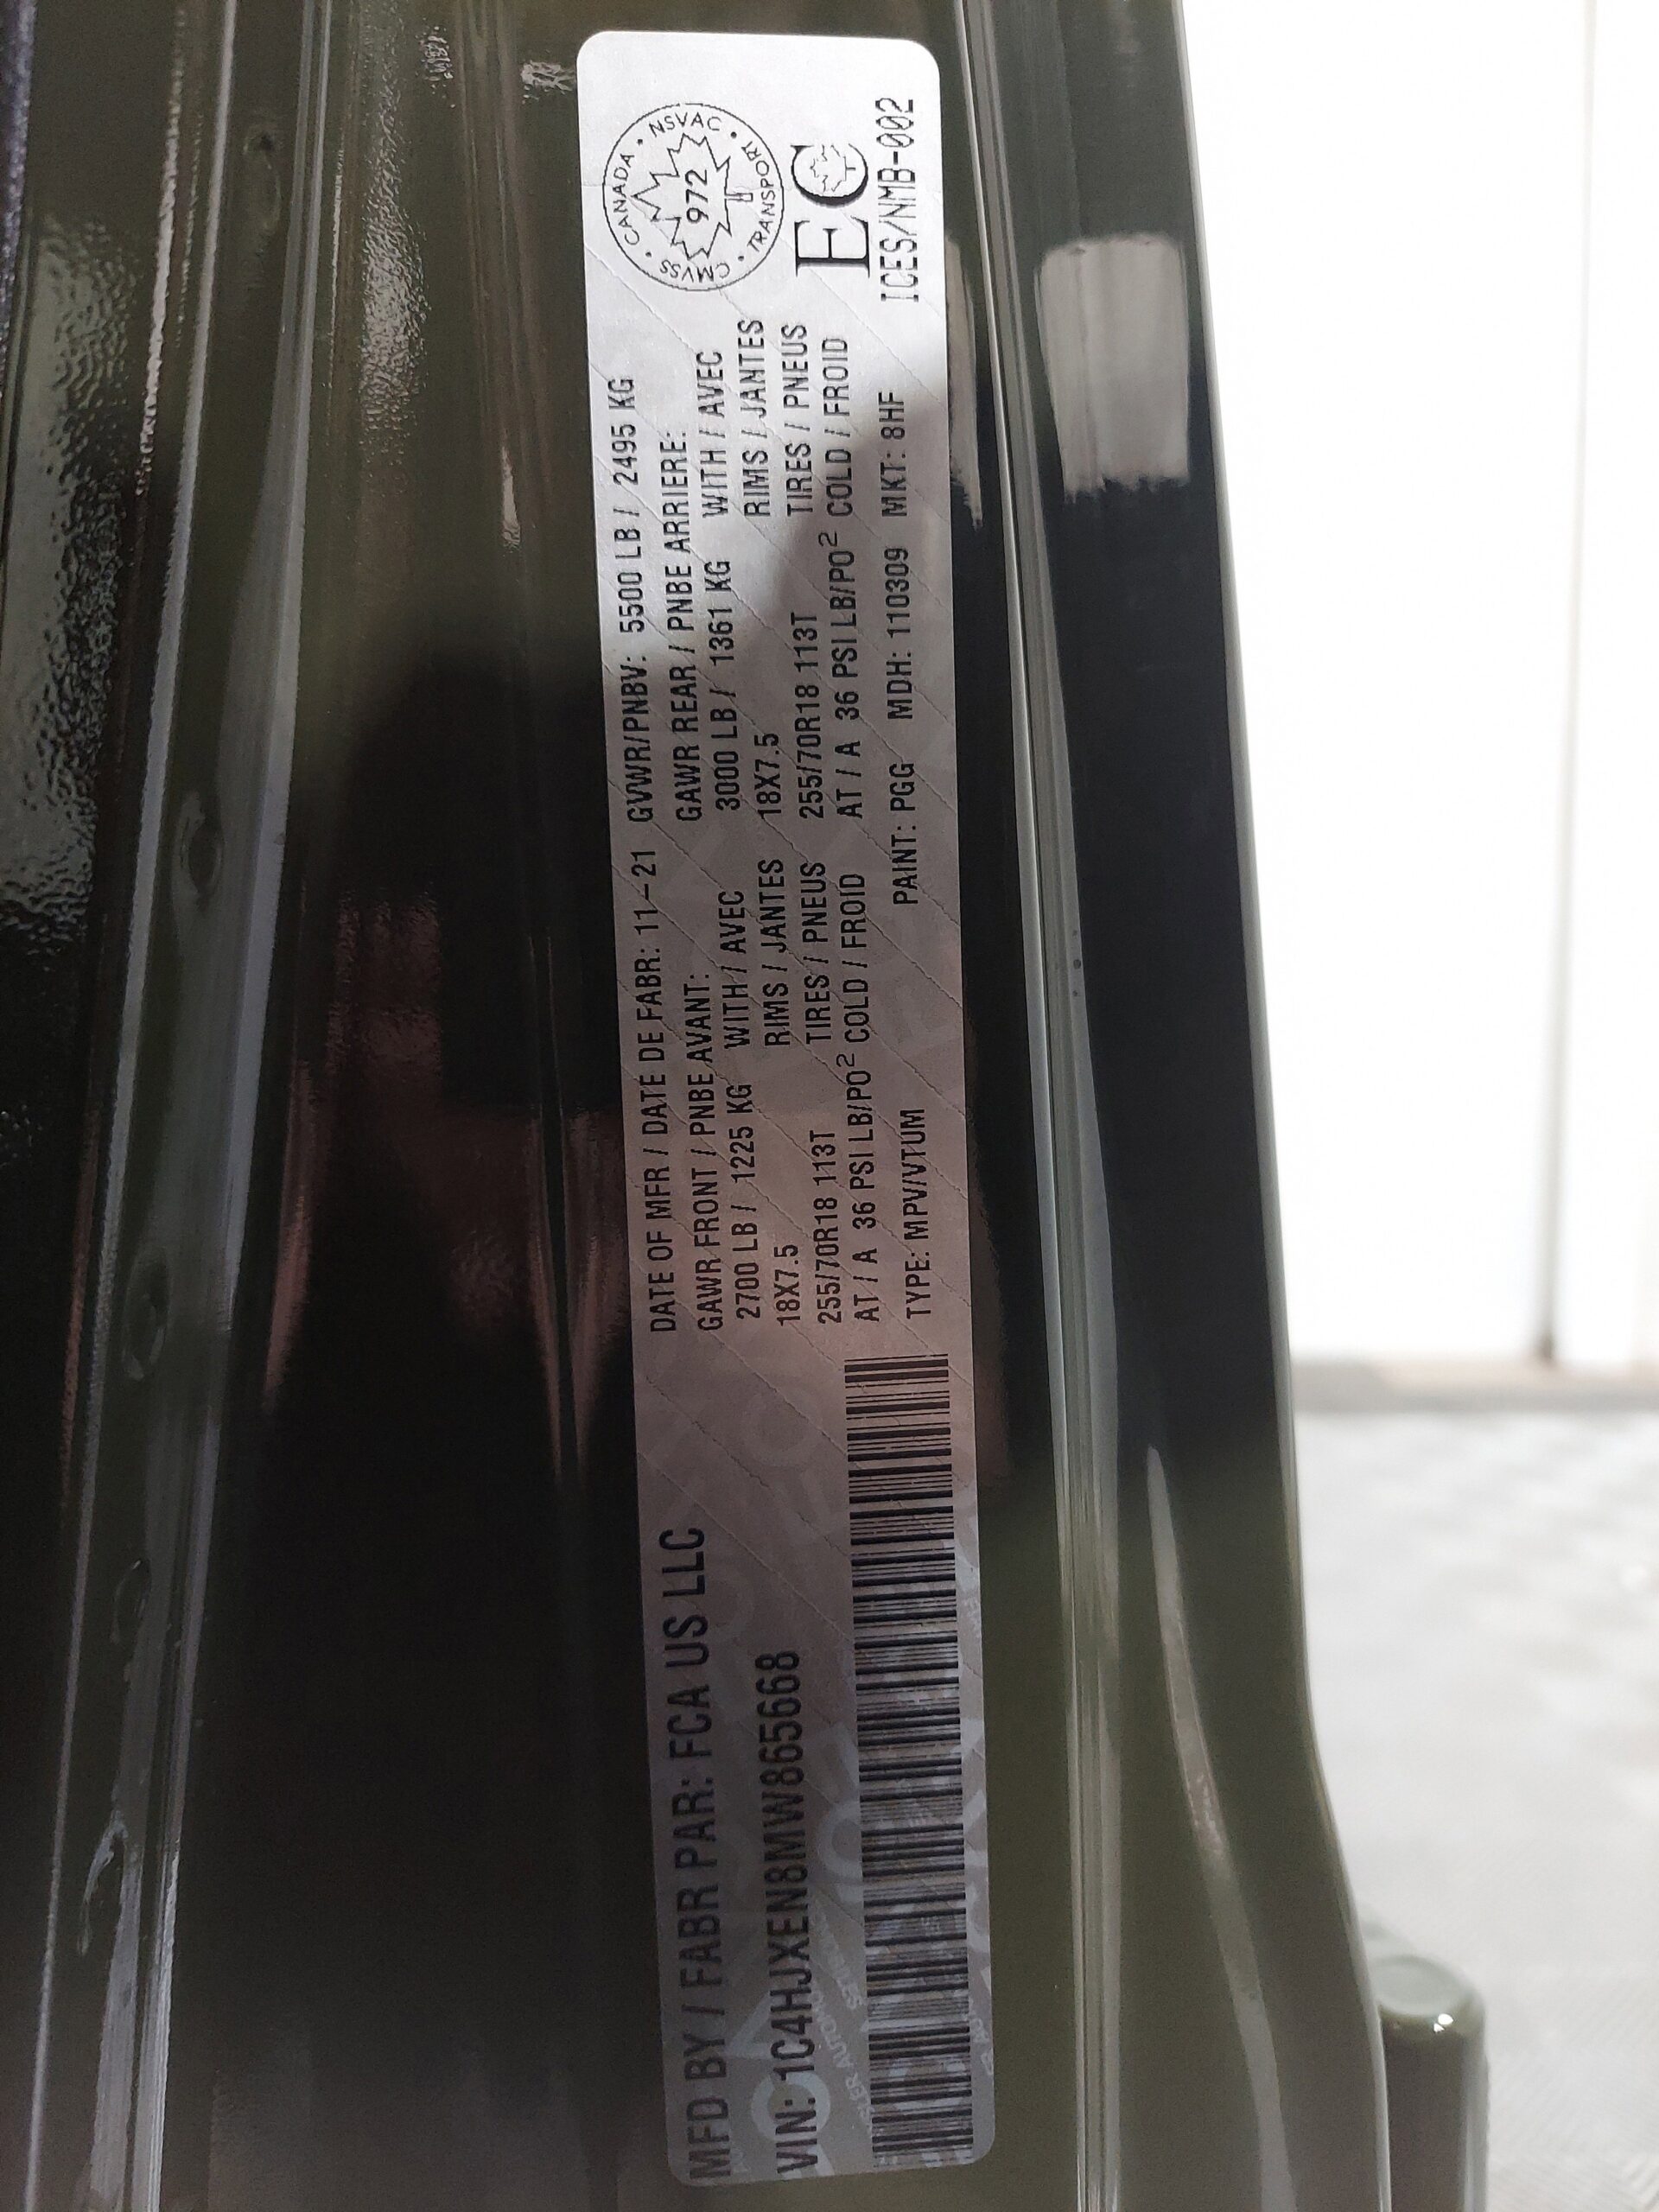 MFD BY / FABR PAR: FCA US LLC
VIN: 1C4HJXEN8MW865668
DATE OF MFR / DATE DE FABR: 11-21 GVWR/PNBV: 5500 LB / 2495 KG
GAWR FRONT / PNBE AVANT: GAWR REAR / PNBE ARRIERE:
2700 LB / 1225 KG WITH / AVEC 3000 LB / 1361 KG WITH / AVEC
18X7.5 RIMS / JANTES 18X7.5 RIMS / JANTES
255/70R18 113T TIRES / PNEUS 255/70R18 113T TIRES / PNEUS
AT / A 36 PSI LB/PO² COLD / FROID AT / A 36 PSI LB/PO² COLD / FROID
TYPE: MPV/VTUM PAINT: PGG MDH: 110309 MKT: 8HF
CMVSS • CANADA • NSVAC • TRANSPORT •
972
EC
ICES/NMB-002